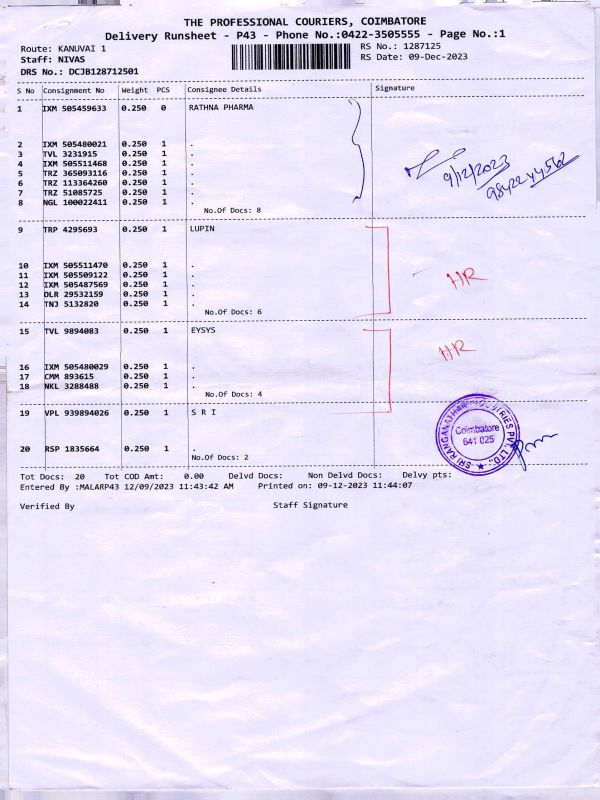 THE PROFESSIONAL COURIERS, COIMBATORE
Delivery Runsheet - P43 - Phone No.:0422-3505555 - Page No.:1
Route: KANUVAI 1
RS No.: 1287125
Staff: NIVAS
RS Date: 09-Dec-2023
DRS No.: DCJB128712501
S No Consignment No Weight PCS Consignee Details Signature
1 IXM 505459633 0.250 0 RATHNA PHARMA
2 IXM 505480021 0.250 1 .
3 TVL 3231915 0.250 1 .
4 IXM 505511468 0.250 1 .
5 TRZ 365093116 0.250 1 .
6 TRZ 113364260 0.250 1 .
7 TRZ 51085725 0.250 1 .
8 NGL 100022411 0.250 1 .
9/12/2023
98422 44562
No.Of Docs: 8
9 TRP 4295693 0.250 1 LUPIN
10 IXM 505511470 0.250 1 .
11 IXM 505509122 0.250 1 .
12 IXM 505487569 0.250 1 .
13 DLR 29532159 0.250 1 .
14 TNJ 5132820 0.250 1 .
HR
No.Of Docs: 6
15 TVL 9894083 0.250 1 EYSYS
HR
16 IXM 505480029 0.250 1 .
17 CMM 893615 0.250 1 .
18 NKL 3288488 0.250 1 .
No.Of Docs: 4
19 VPL 939894026 0.250 1 S R I
20 RSP 1835664 0.250 1 .
No.Of Docs: 2
SRI RANGANATHAR INDUSTRIES PVT. LTD.
Coimbatore
641 025
Tot Docs: 20 Tot COD Amt: 0.00 Delvd Docs: Non Delvd Docs: Delvy pts:
Entered By :MALARP43 12/09/2023 11:43:42 AM Printed on: 09-12-2023 11:44:07
Verified By Staff Signature